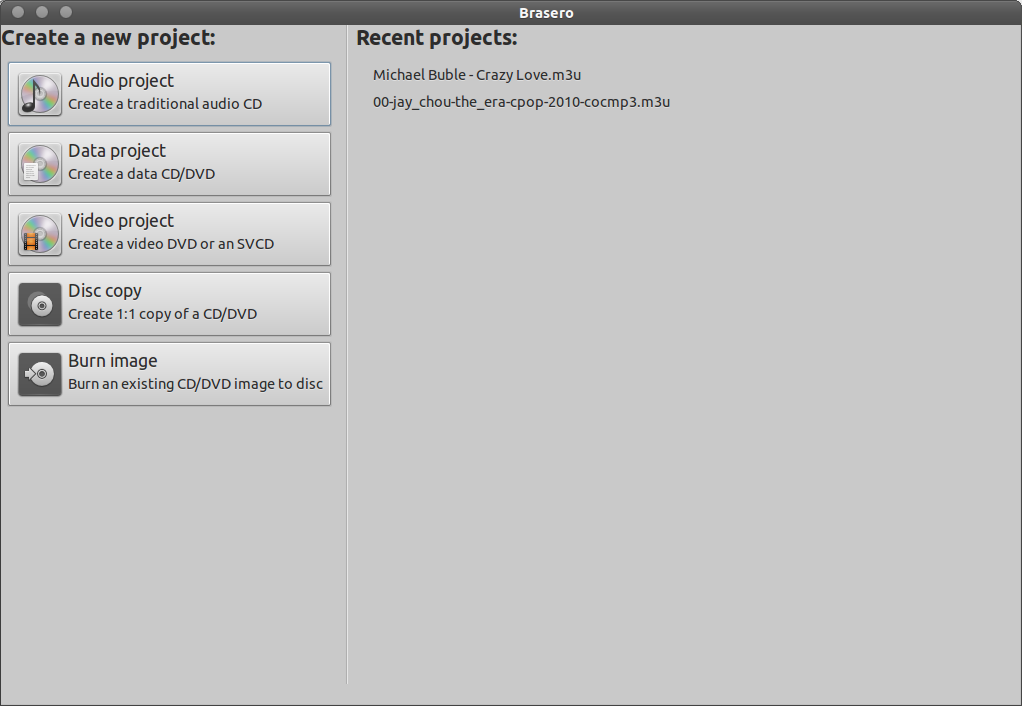 Brasero
Create a new project:
Audio project
Create a traditional audio CD
Data project
Create a data CD/DVD
Video project
Create a video DVD or an SVCD
Disc copy
Create 1:1 copy of a CD/DVD
Burn image
Burn an existing CD/DVD image to disc
Recent projects:
Michael Buble - Crazy Love.m3u
00-jay_chou-the_era-cpop-2010-cocmp3.m3u